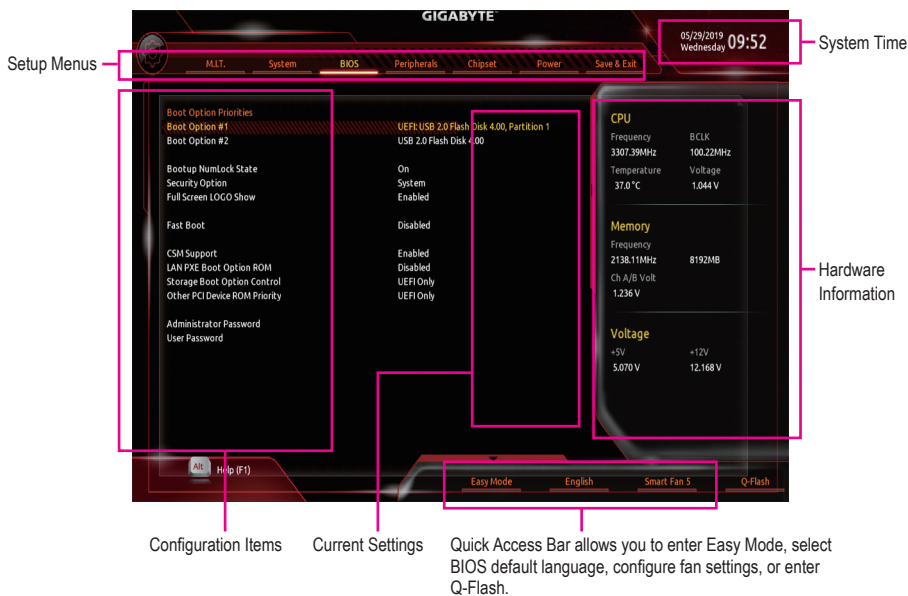 GIGABYTE™
05/29/2019
Wednesday 09:52
System Time
Setup Menus
M.I.T. System BIOS Peripherals Chipset Power Save & Exit
Boot Option Priorities
Boot Option #1 UEFI: USB 2.0 Flash Disk 4.00, Partition 1
Boot Option #2 USB 2.0 Flash Disk 4.00
Bootup NumLock State On
Security Option System
Full Screen LOGO Show Enabled
Fast Boot Disabled
CSM Support Enabled
LAN PXE Boot Option ROM Disabled
Storage Boot Option Control UEFI Only
Other PCI Device ROM Priority UEFI Only
Administrator Password
User Password
CPU
Frequency BCLK
3307.39MHz 100.22MHz
Temperature Voltage
37.0°C 1.044 V
Memory
Frequency
2138.11MHz 8192MB
Ch A/B Volt
1.236 V
Voltage
+5V +12V
5.070 V 12.168 V
Hardware
Information
Alt Help (F1)
Easy Mode English Smart Fan 5 Q-Flash
Configuration Items
Current Settings
Quick Access Bar allows you to enter Easy Mode, select
BIOS default language, configure fan settings, or enter
Q-Flash.